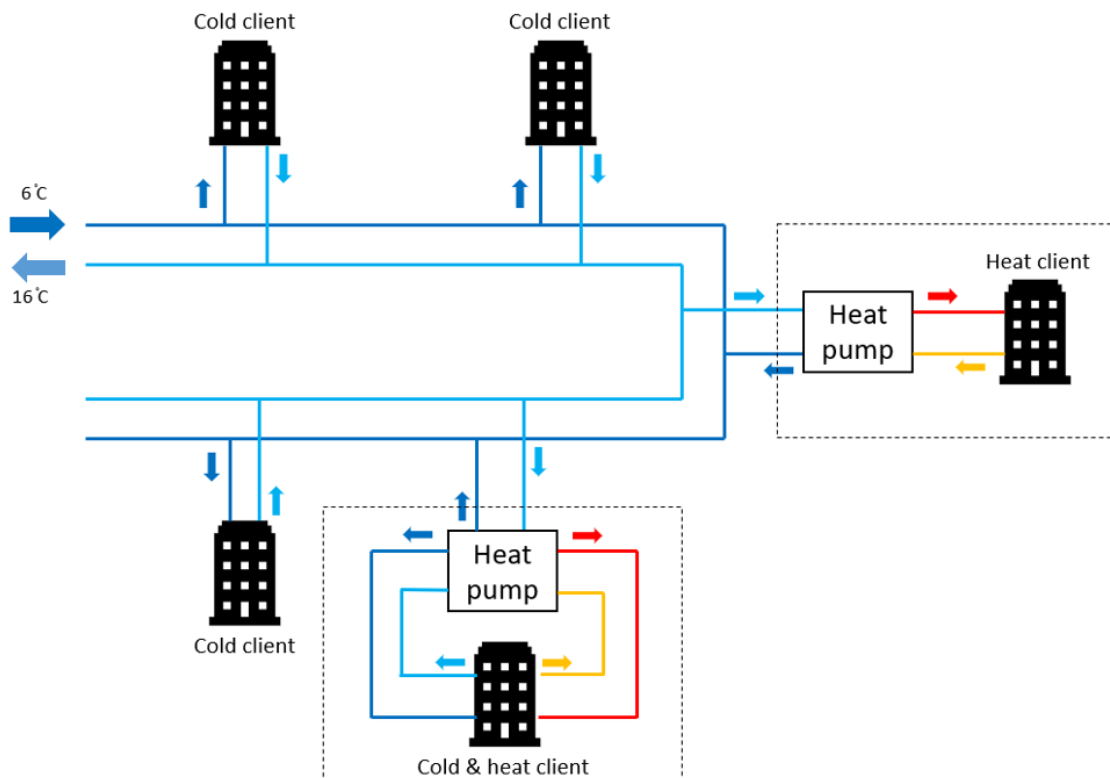 Cold client
Cold client
6°C
16°C
Heat client
Heat
pump
Cold client
Heat
pump
Cold & heat client